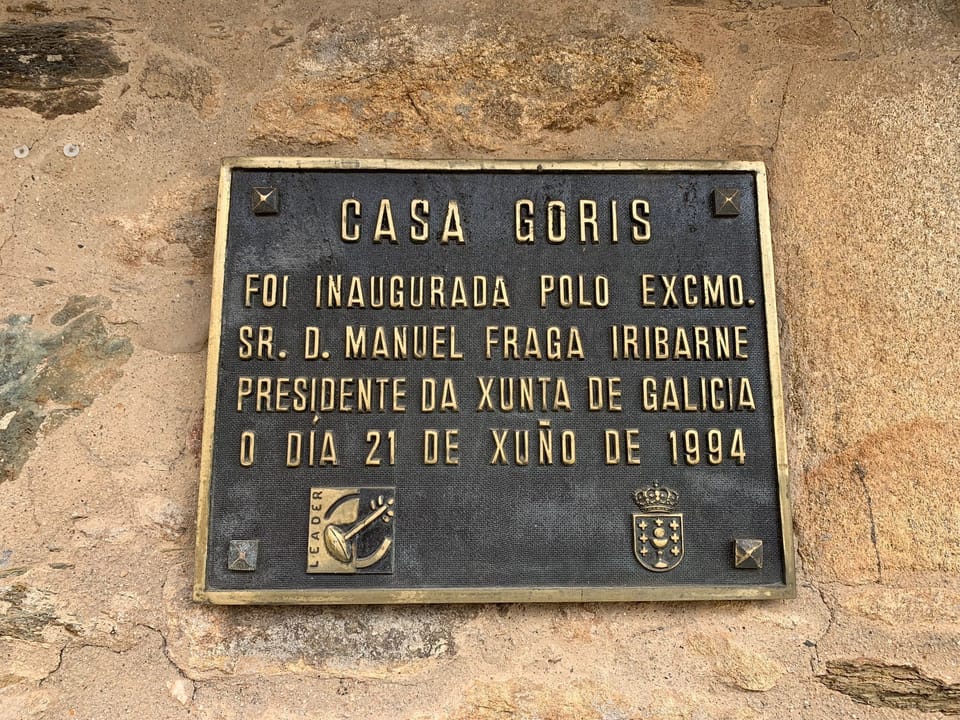 CASA GORIS
FOI INAUGURADA POLO EXCMO.
SR. D. MANUEL FRAGA IRIBARNE
PRESIDENTE DA XUNTA DE GALICIA
O DÍA 21 DE XUÑO DE 1994
LEADER